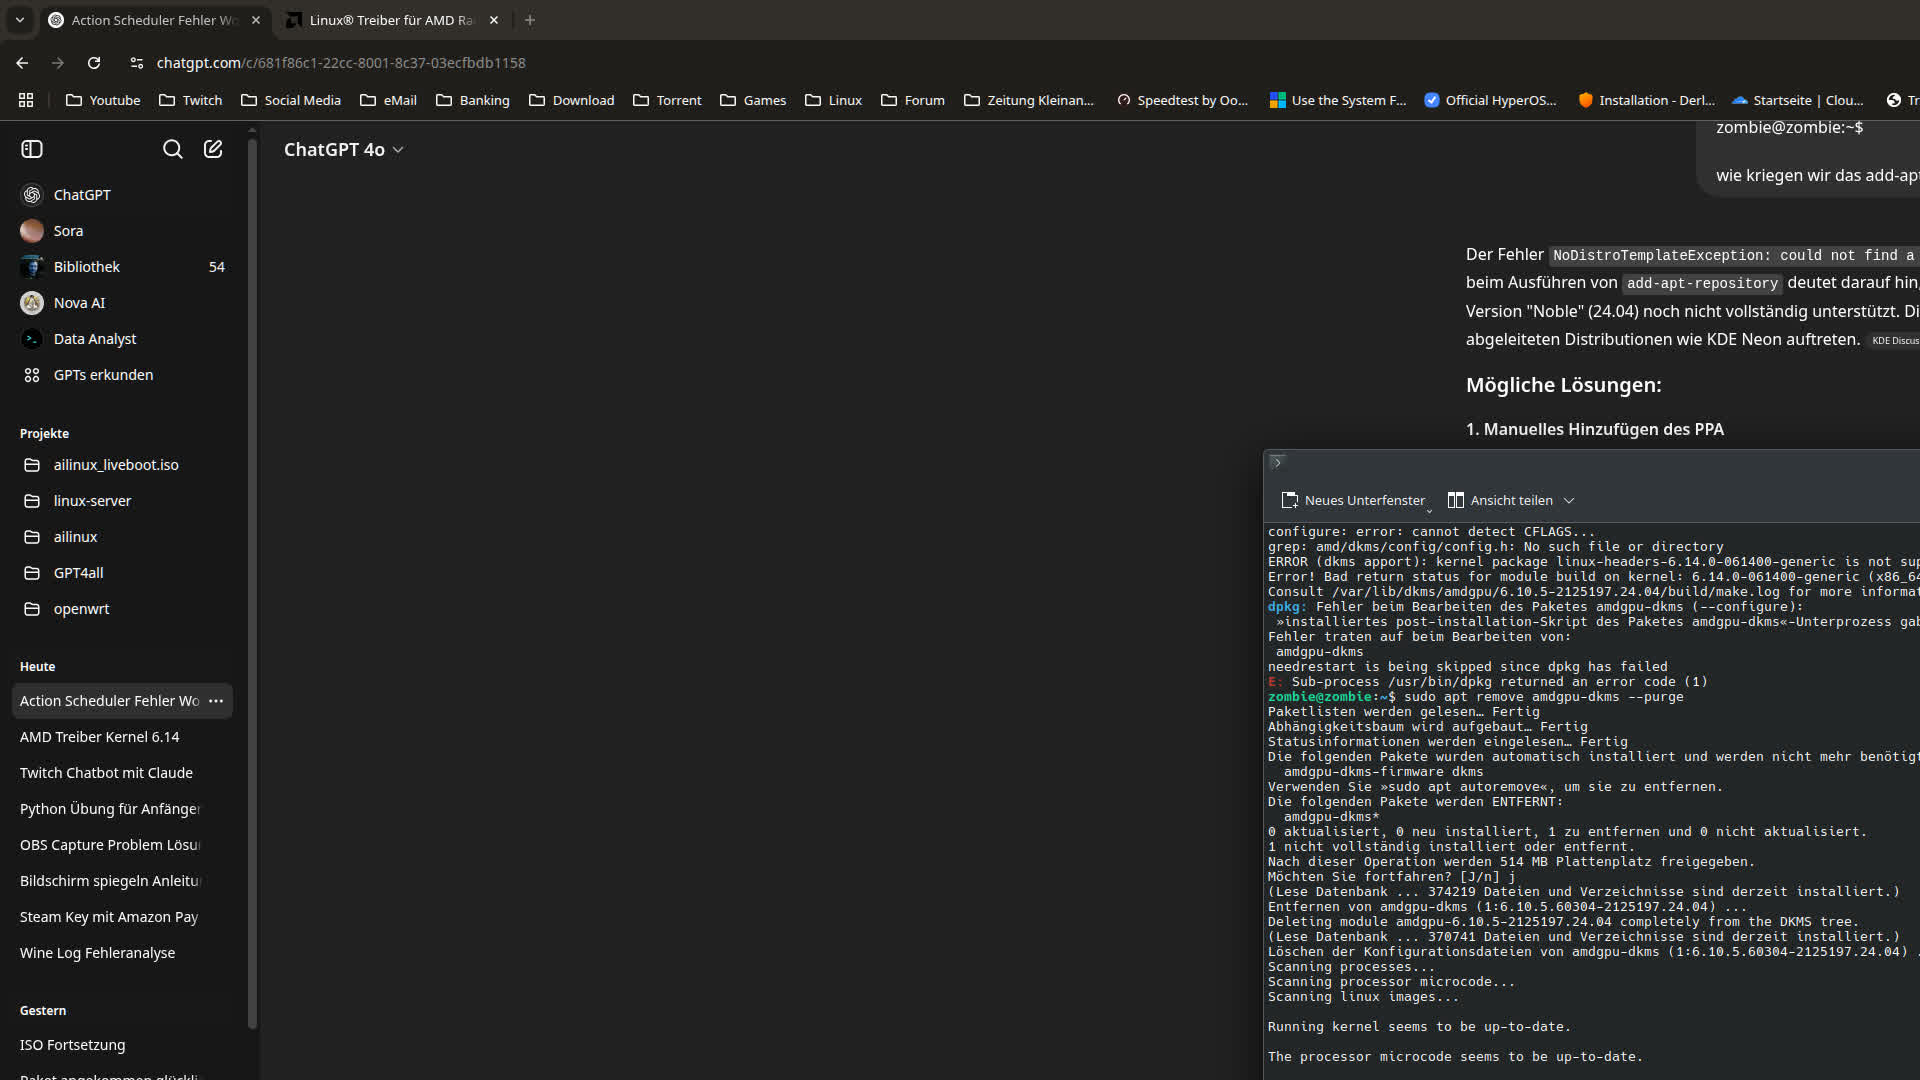 Action Scheduler Fehler Wo
Linux® Treiber für AMD Ra
chatgpt.com/c/681f86c1-22cc-8001-8c37-03ecfbdb1158
Youtube Twitch Social Media eMail Banking Download Torrent Games Linux Forum Zeitung Kleinan... Speedtest by Oo... Use the System F... Official HyperOS... Installation - Derl... Startseite | Clou... Tr
ChatGPT 4o
ChatGPT
Sora
Bibliothek 54
Nova AI
Data Analyst
GPTs erkunden
Projekte
ailinux_liveboot.iso
linux-server
ailinux
GPT4all
openwrt
Heute
Action Scheduler Fehler Wo
AMD Treiber Kernel 6.14
Twitch Chatbot mit Claude
Python Übung für Anfänger
OBS Capture Problem Lösu
Bildschirm spiegeln Anleitu
Steam Key mit Amazon Pay
Wine Log Fehleranalyse
Gestern
ISO Fortsetzung
Paket angekommen glückli
zombie@zombie:~$
wie kriegen wir das add-apt
Der Fehler NoDistroTemplateException: could not find a
beim Ausführen von add-apt-repository deutet darauf hin,
Version "Noble" (24.04) noch nicht vollständig unterstützt. Di
abgeleiteten Distributionen wie KDE Neon auftreten. KDE Discus
Mögliche Lösungen:
1. Manuelles Hinzufügen des PPA
Neues Unterfenster Ansicht teilen
configure: error: cannot detect CFLAGS...
grep: amd/dkms/config/config.h: No such file or directory
ERROR (dkms apport): kernel package linux-headers-6.14.0-061400-generic is not sup
Error! Bad return status for module build on kernel: 6.14.0-061400-generic (x86_64
Consult /var/lib/dkms/amdgpu/6.10.5-2125197.24.04/build/make.log for more informat
dpkg: Fehler beim Bearbeiten des Paketes amdgpu-dkms (--configure):
»installiertes post-installation-Skript des Paketes amdgpu-dkms«-Unterprozess gab
Fehler traten auf beim Bearbeiten von:
amdgpu-dkms
needrestart is being skipped since dpkg has failed
E: Sub-process /usr/bin/dpkg returned an error code (1)
zombie@zombie:~$ sudo apt remove amdgpu-dkms --purge
Paketlisten werden gelesen… Fertig
Abhängigkeitsbaum wird aufgebaut… Fertig
Statusinformationen werden eingelesen… Fertig
Die folgenden Pakete wurden automatisch installiert und werden nicht mehr benötigt
amdgpu-dkms-firmware dkms
Verwenden Sie »sudo apt autoremove«, um sie zu entfernen.
Die folgenden Pakete werden ENTFERNT:
amdgpu-dkms*
0 aktualisiert, 0 neu installiert, 1 zu entfernen und 0 nicht aktualisiert.
1 nicht vollständig installiert oder entfernt.
Nach dieser Operation werden 514 MB Plattenplatz freigegeben.
Möchten Sie fortfahren? [J/n] j
(Lese Datenbank ... 374219 Dateien und Verzeichnisse sind derzeit installiert.)
Entfernen von amdgpu-dkms (1:6.10.5.60304-2125197.24.04) ...
Deleting module amdgpu-6.10.5-2125197.24.04 completely from the DKMS tree.
(Lese Datenbank ... 370741 Dateien und Verzeichnisse sind derzeit installiert.)
Löschen der Konfigurationsdateien von amdgpu-dkms (1:6.10.5.60304-2125197.24.04) .
Scanning processes...
Scanning processor microcode...
Scanning linux images...
Running kernel seems to be up-to-date.
The processor microcode seems to be up-to-date.